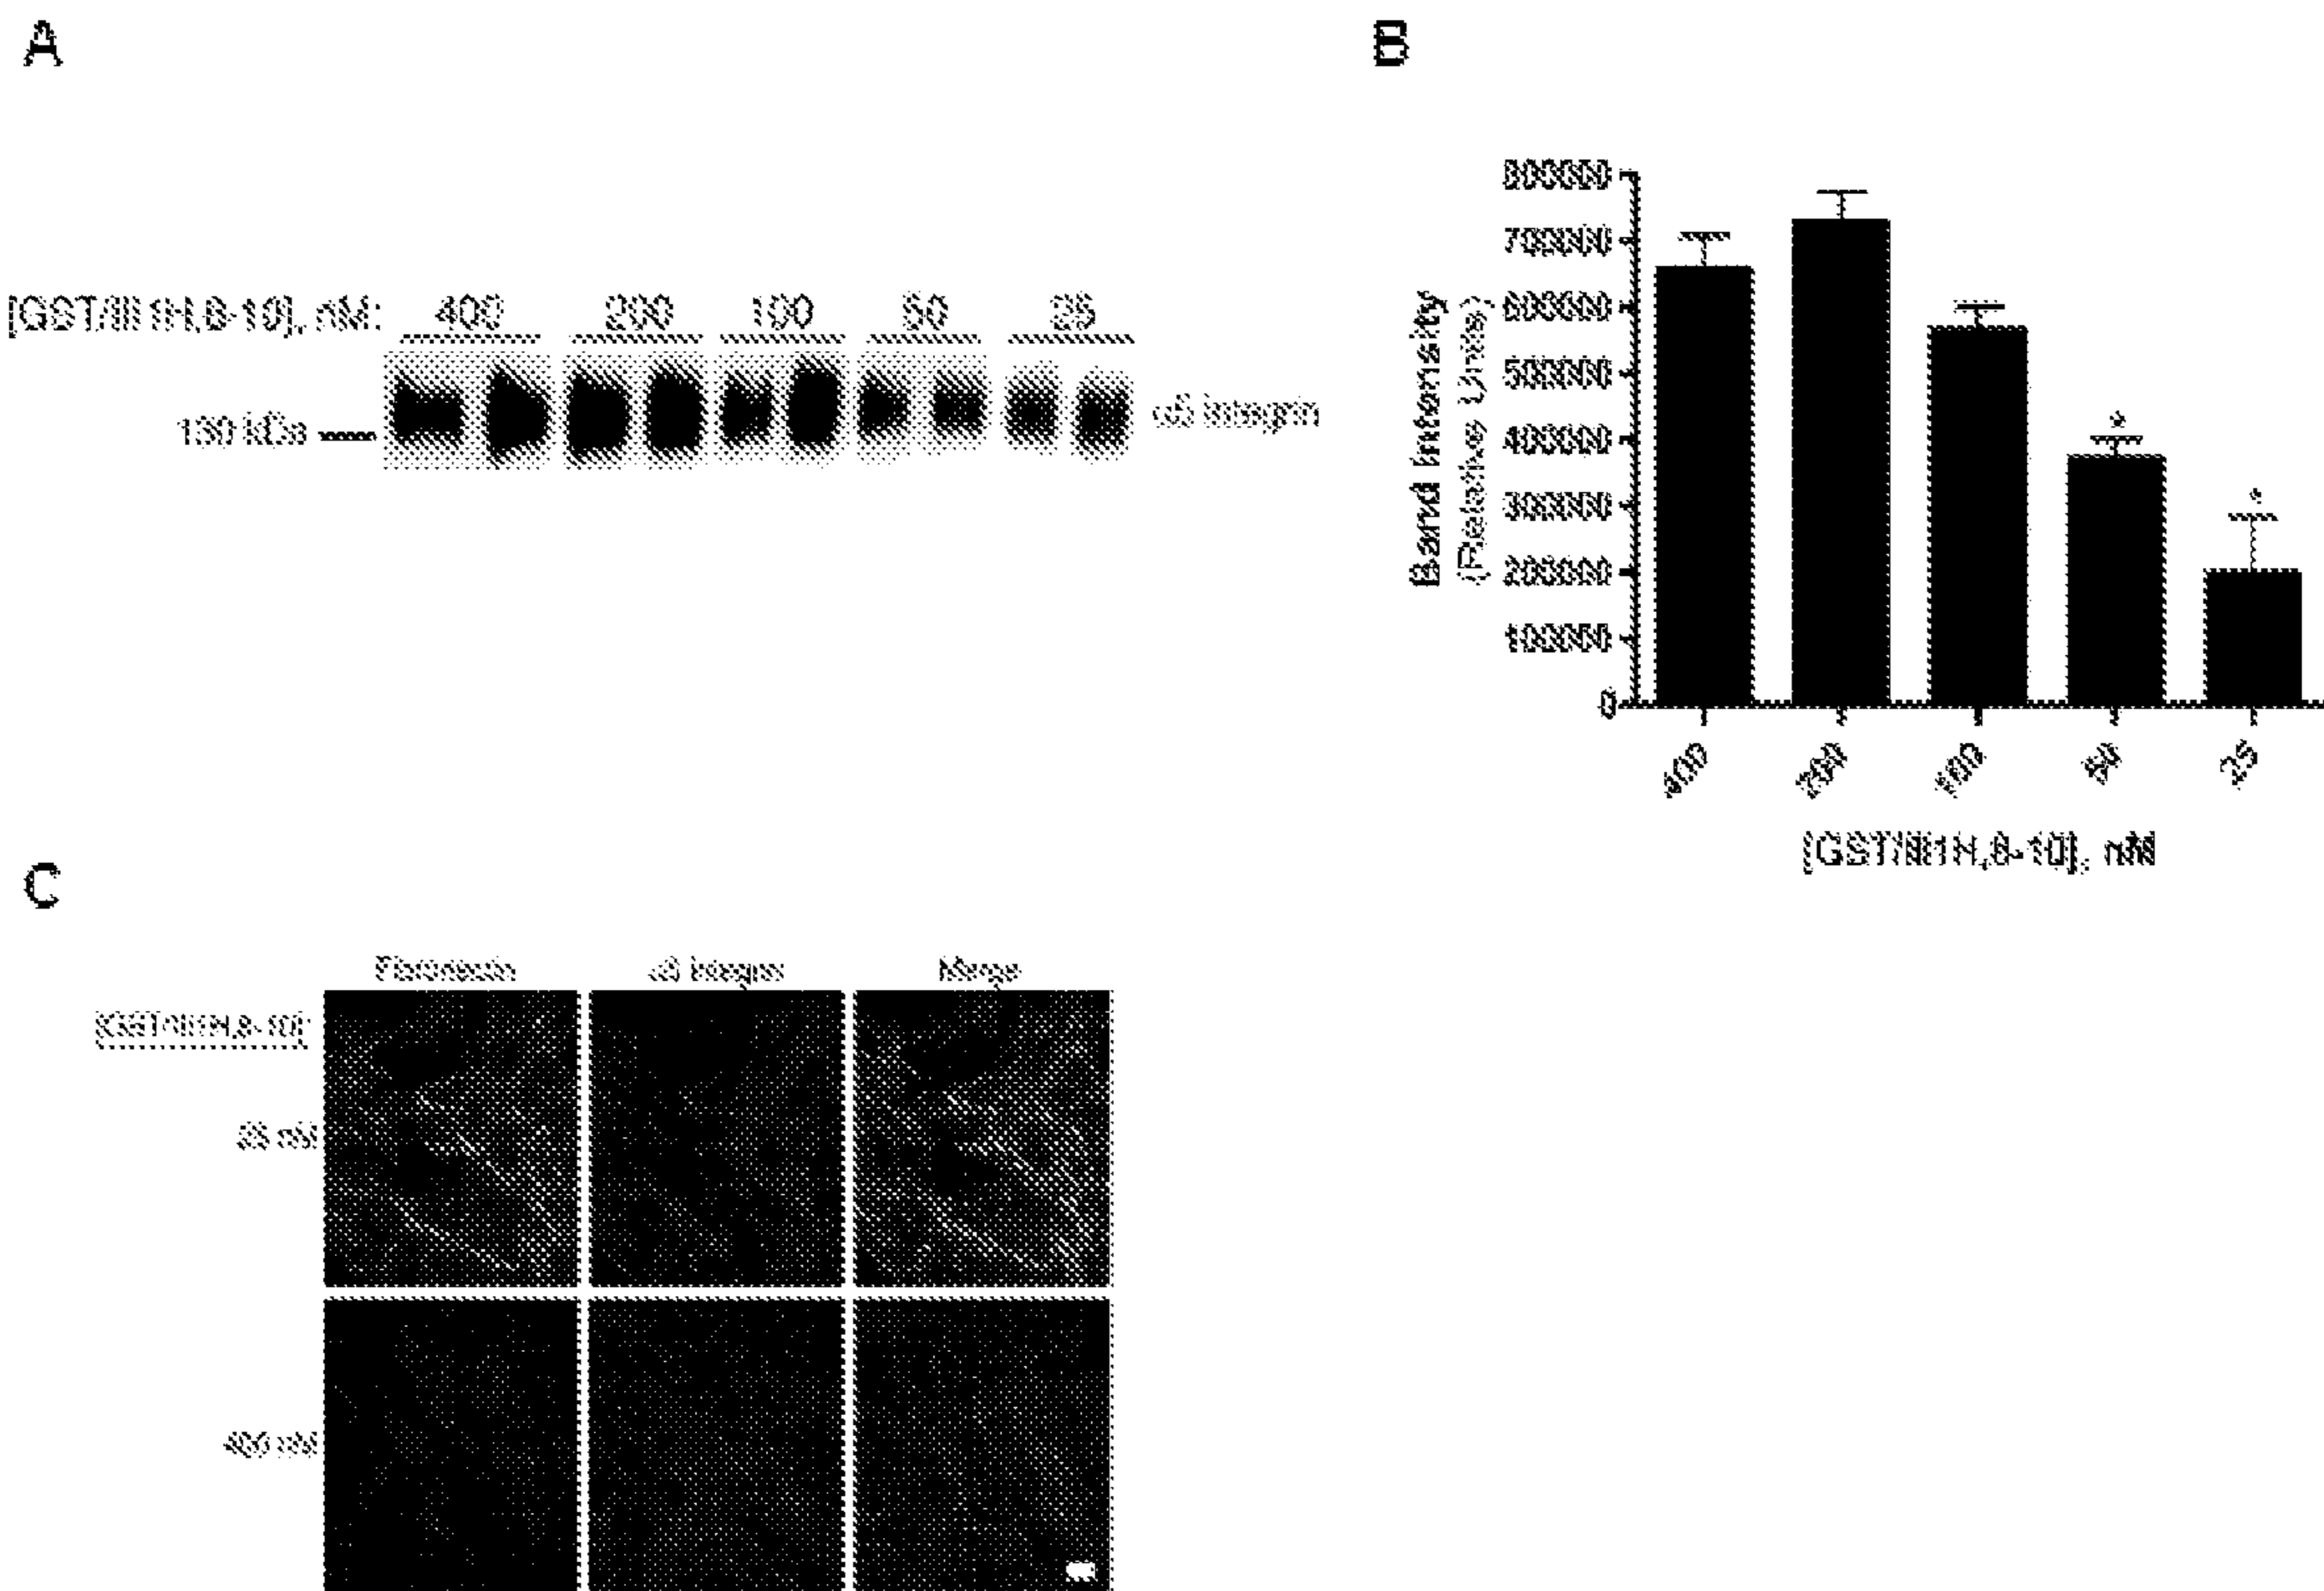 A
[GST/III1H,8-10], nM: 400 200 100 50 25
130 kDa
α5 integrin
B
Band Intensity
(Relative Units)
800000
700000
600000
500000
400000
300000
200000
100000
0
*
*
400 200 100 50 25
[GST/III1H,8-10], nM
C
Fibronectin α5 Integrin Merge
[GST/III1H,8-10]:
25 nM
400 nM